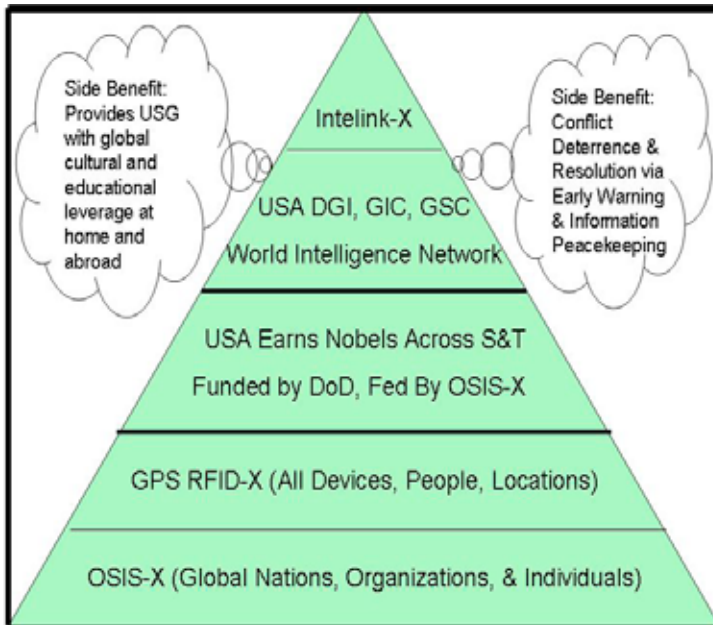 Side Benefit:
Provides USG
with global
cultural and
educational
leverage at
home and
abroad
Side Benefit:
Conflict
Deterrence &
Resolution via
Early Warning
& Information
Peacekeeping
Intelink-X
USA DGI, GIC, GSC
World Intelligence Network
USA Earns Nobels Across S&T
Funded by DoD, Fed By OSIS-X
GPS RFID-X (All Devices, People, Locations)
OSIS-X (Global Nations, Organizations, & Individuals)